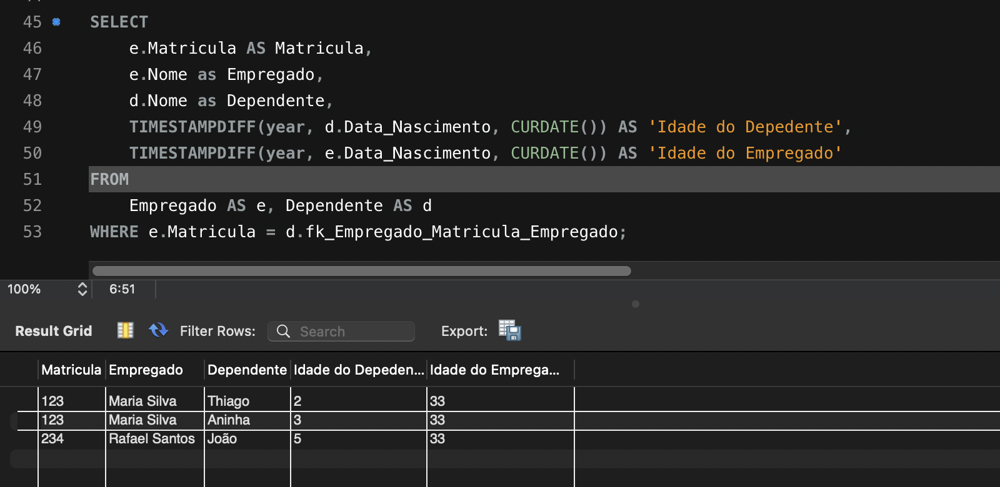 45 SELECT
46 e.Matricula AS Matricula,
47 e.Nome as Empregado,
48 d.Nome as Dependente,
49 TIMESTAMPDIFF(year, d.Data_Nascimento, CURDATE()) AS 'Idade do Depedente',
50 TIMESTAMPDIFF(year, e.Data_Nascimento, CURDATE()) AS 'Idade do Empregado'
51 FROM
52 Empregado AS e, Dependente AS d
53 WHERE e.Matricula = d.fk_Empregado_Matricula_Empregado;
100% 6:51
Result Grid Filter Rows: Search Export:
Matricula Empregado Dependente Idade do Depeden... Idade do Emprega...
123 Maria Silva Thiago 2 33
123 Maria Silva Aninha 3 33
234 Rafael Santos João 5 33